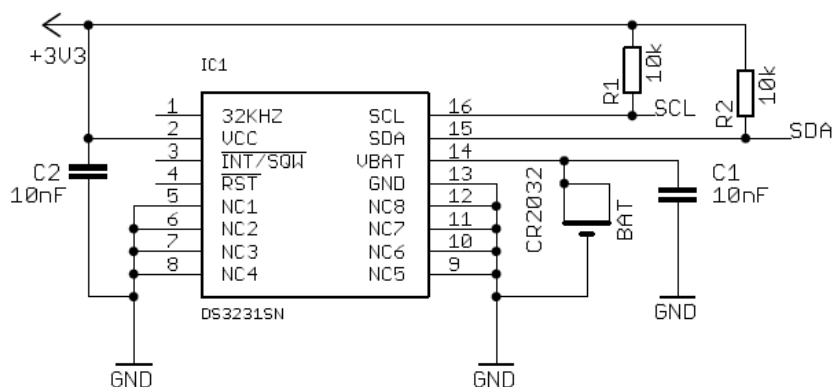 +3V3
IC1
R1
10k
R2
10k
1
32KHZ
SCL
16
SCL
2
VCC
SDA
15
SDA
3
INT/SQW
VBAT
14
4
RST
GND
13
5
NC1
NC8
12
6
NC2
NC7
11
7
NC3
NC6
10
8
NC4
NC5
9
C2
10nF
CR2032
BAT
C1
10nF
DS3231SN
GND
GND
GND